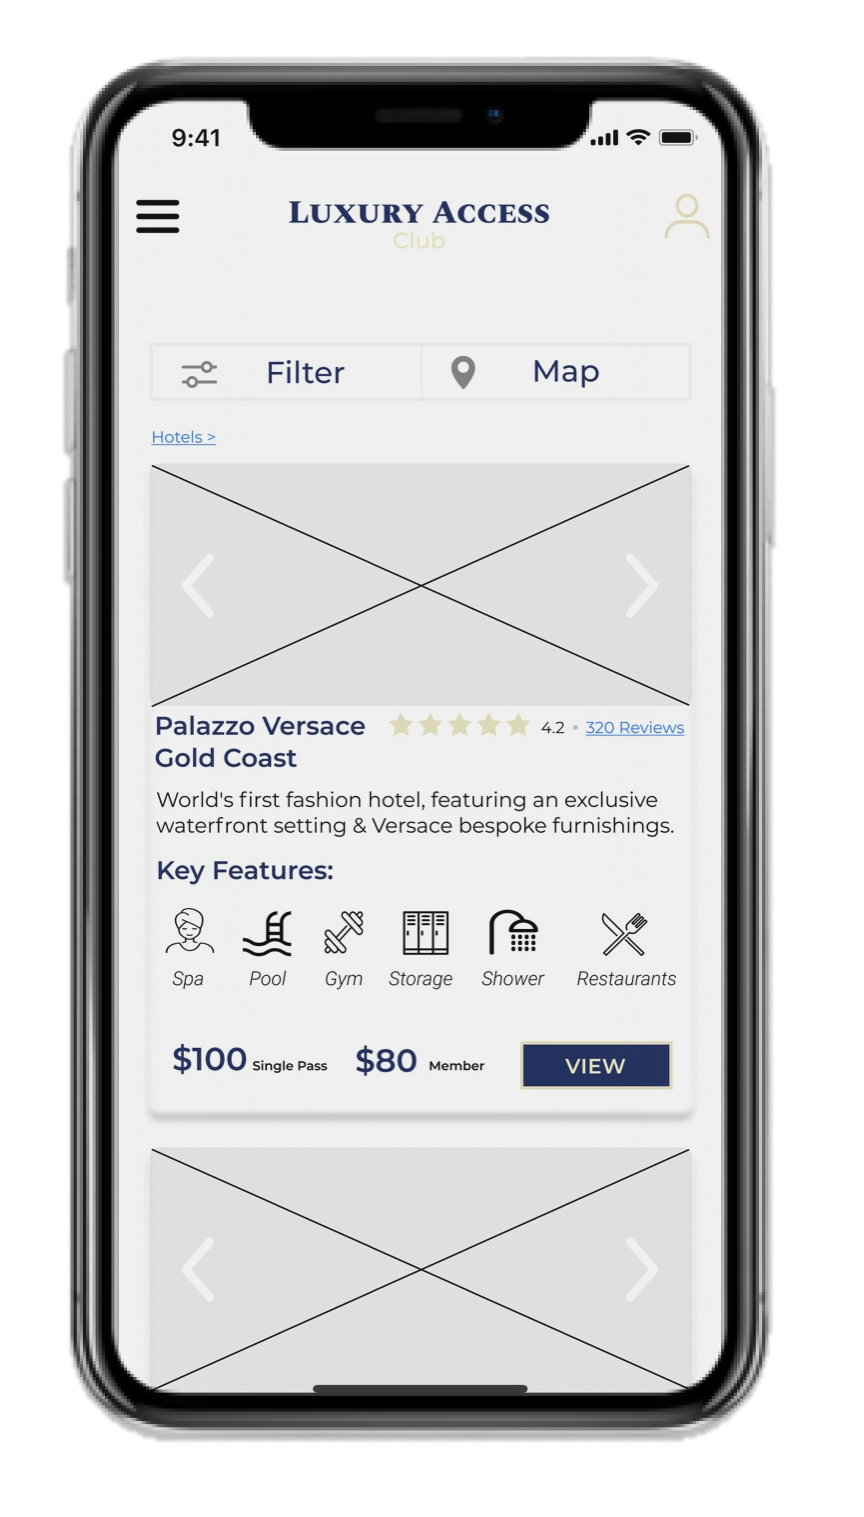 9:41
LUXURY ACCESS
Club
Filter Map
Hotels >
Palazzo Versace
Gold Coast
4.2 • 320 Reviews
World's first fashion hotel, featuring an exclusive
waterfront setting & Versace bespoke furnishings.
Key Features:
Spa Pool Gym Storage Shower Restaurants
$100 Single Pass $80 Member VIEW